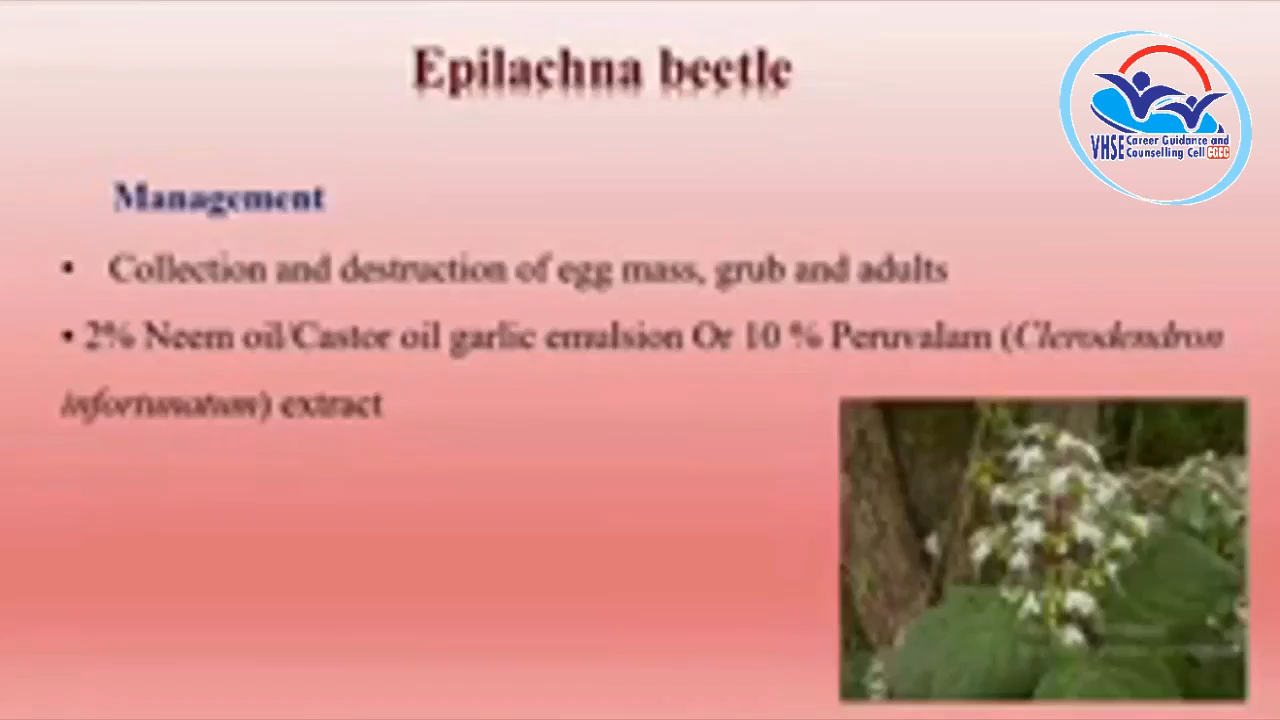 Epilachna beetle
VHSE Career Guidance and
Counselling Cell CGCC
Management
• Collection and destruction of egg mass, grub and adults
• 2% Neem oil/Castor oil garlic emulsion Or 10 % Peruvalam (Clerodendron
infortunatum) extract